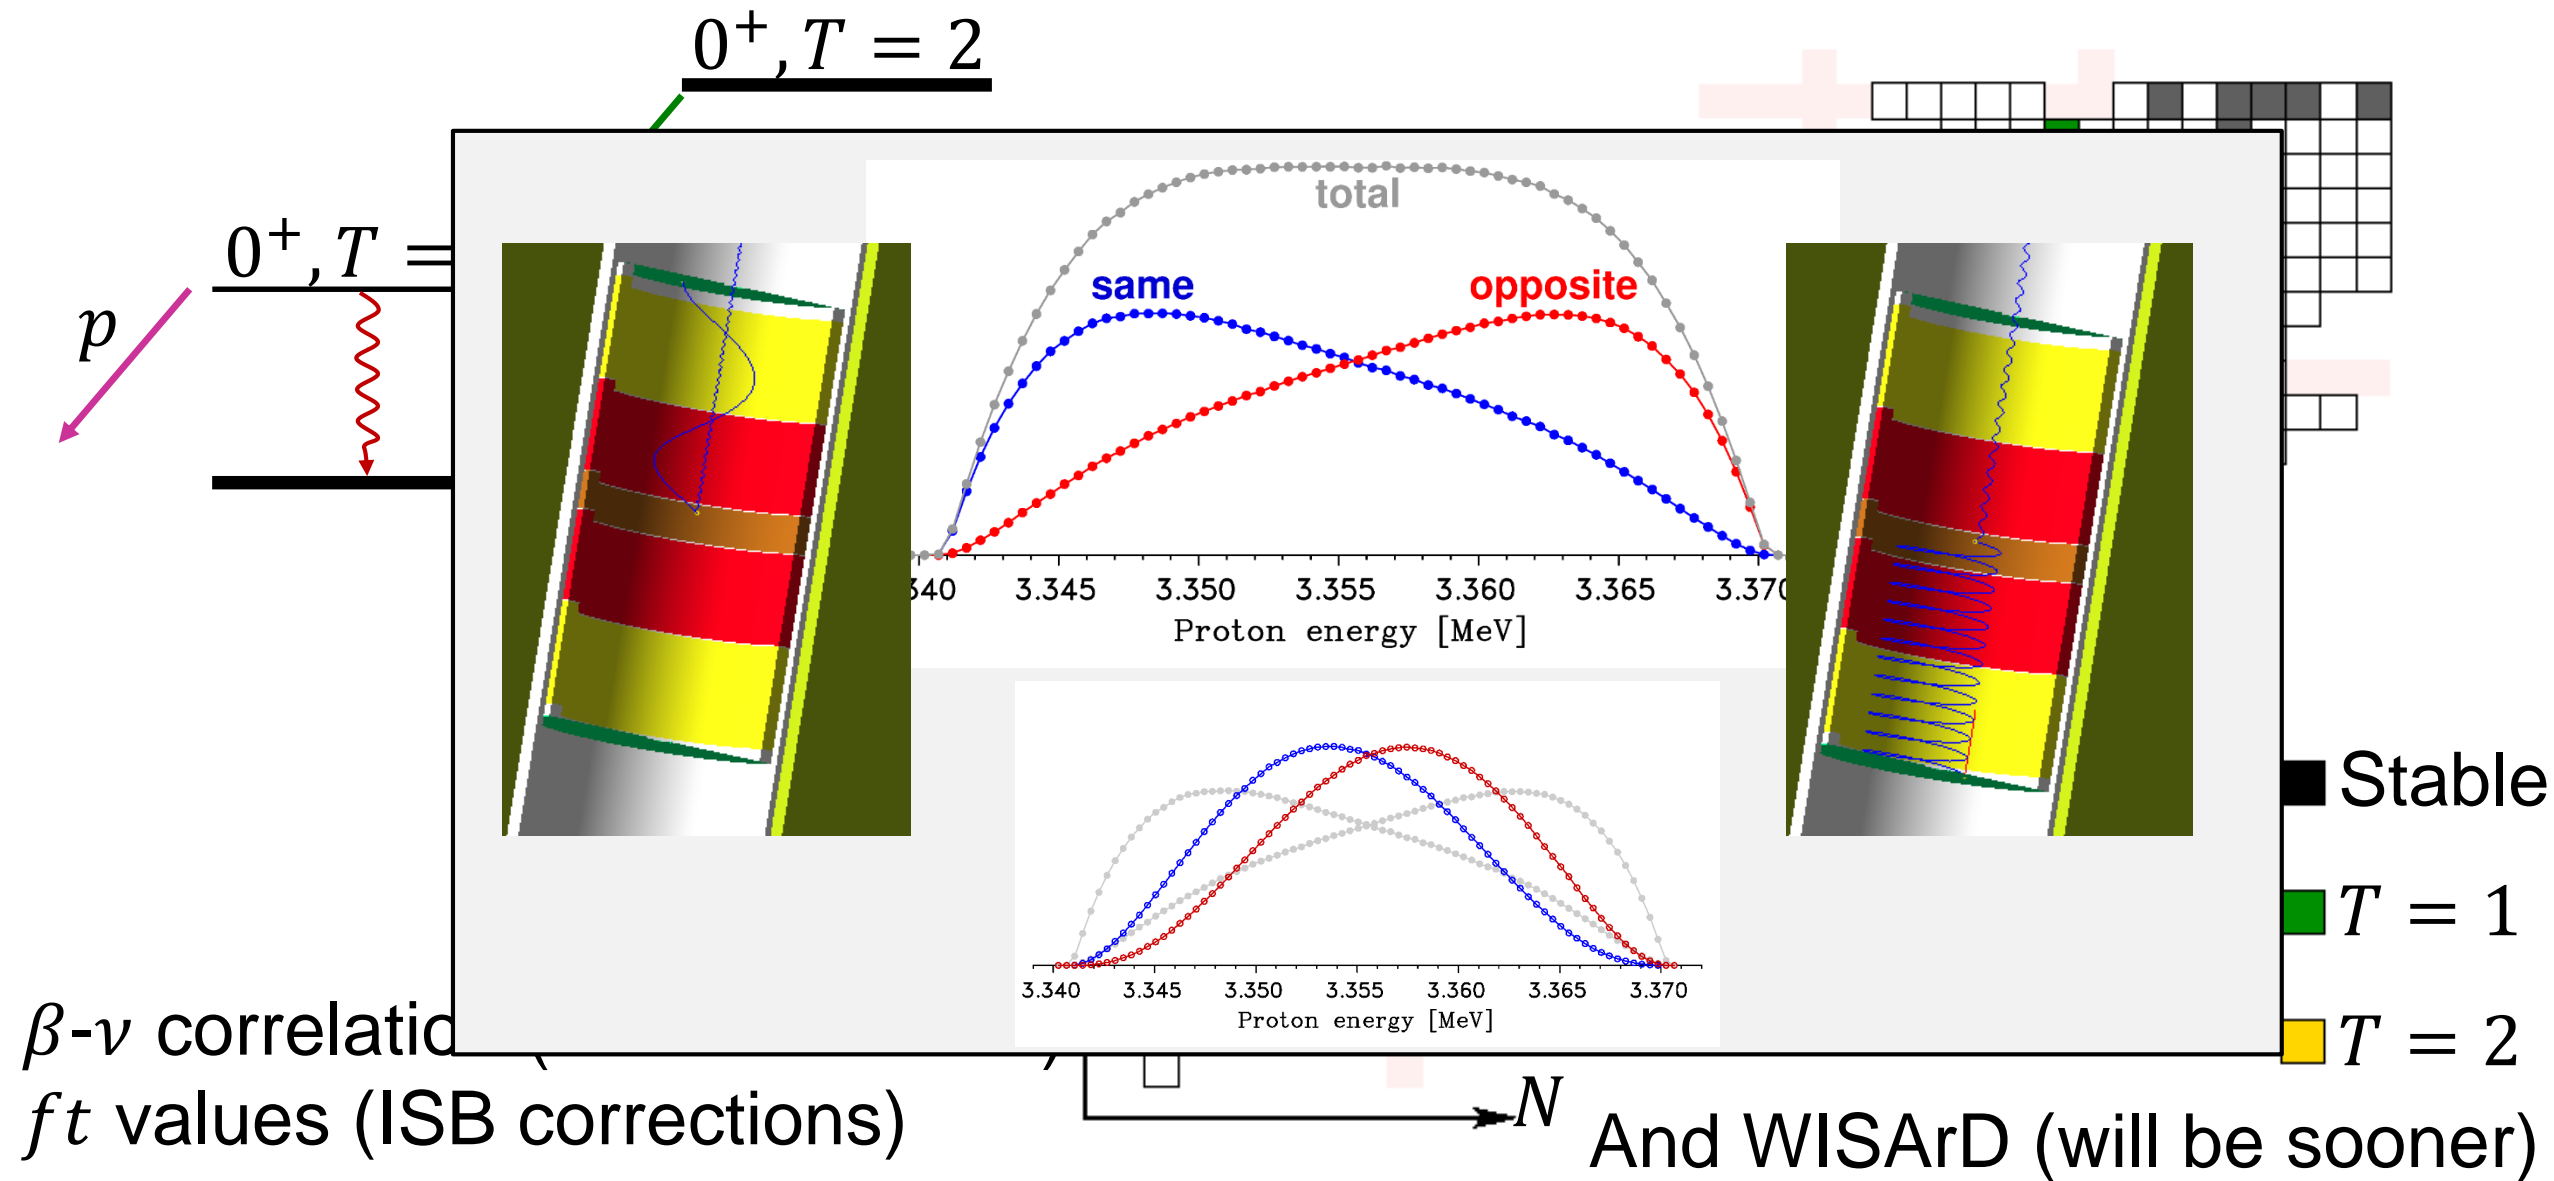 0⁺, T = 2
0⁺, T =
p
total
same
opposite
3.345 3.350 3.355 3.360 3.365
Proton energy [MeV]
3.340 3.345 3.350 3.355 3.360 3.365 3.370
Proton energy [MeV]
Stable
T = 1
T = 2
β-ν
ft values (ISB corrections)
N
And WISArD (will be sooner)